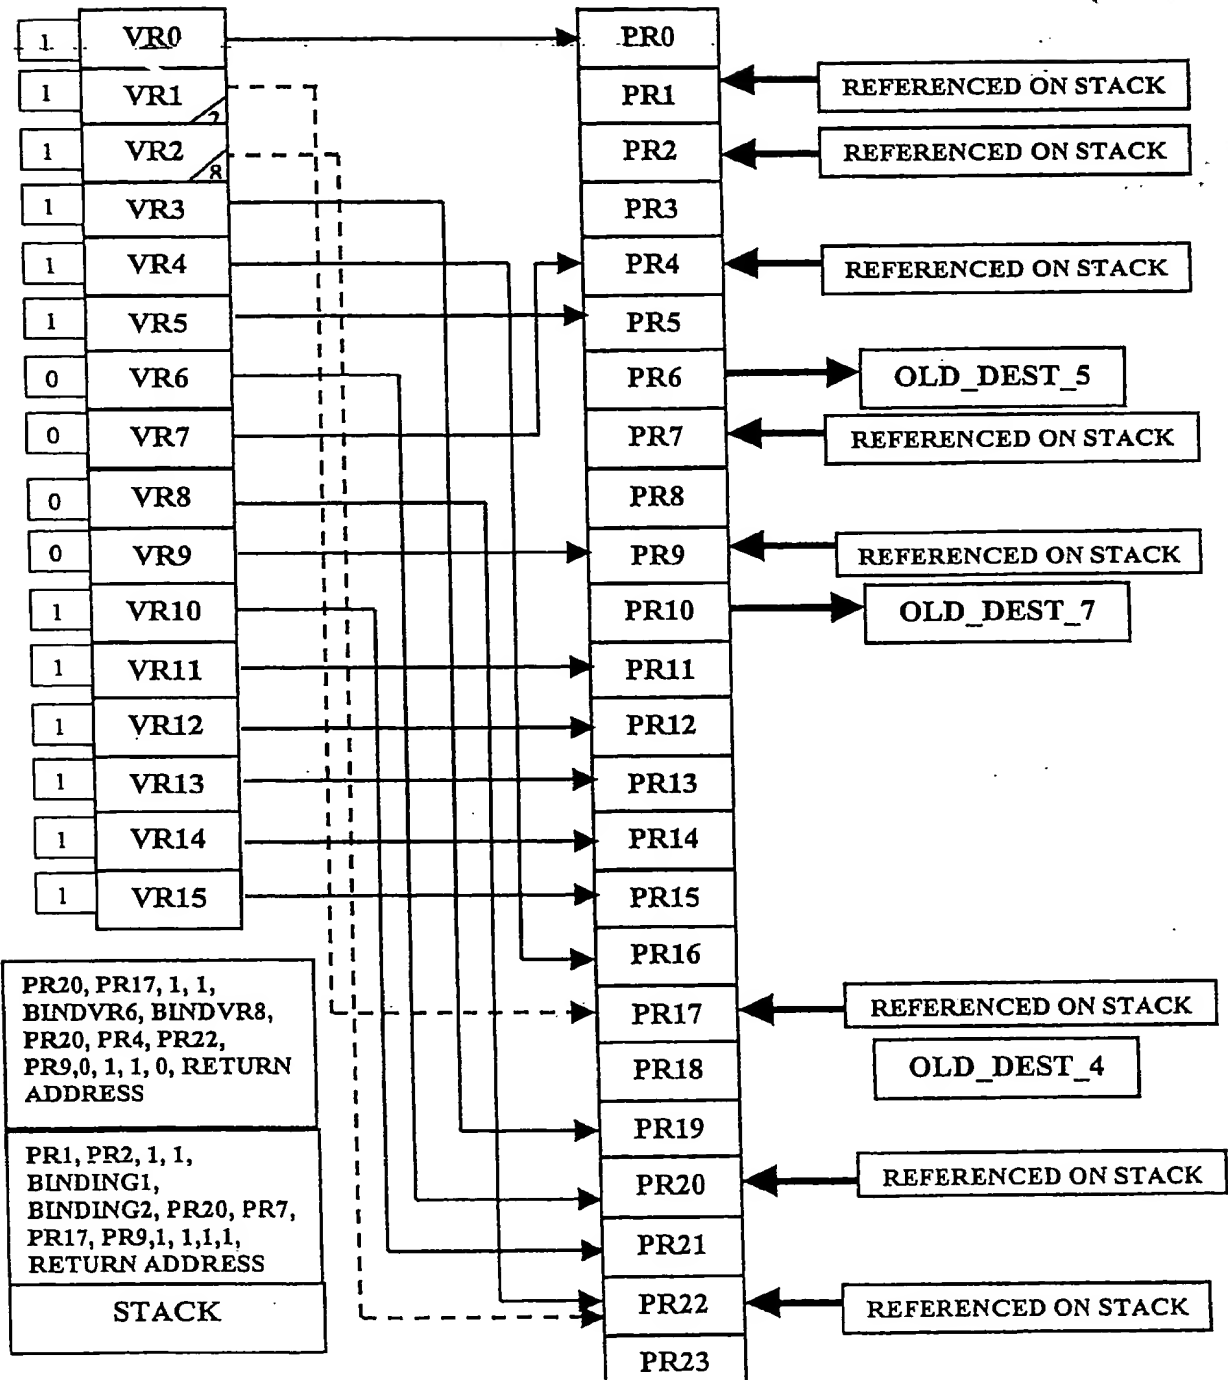 1 VR0 PR0
1 VR1 PR1 REFERENCED ON STACK
1 VR2 8 PR2 REFERENCED ON STACK
1 VR3 PR3
1 VR4 PR4 REFERENCED ON STACK
1 VR5 PR5
0 VR6 PR6 OLD_DEST_5
0 VR7 PR7 REFERENCED ON STACK
0 VR8 PR8
0 VR9 PR9 REFERENCED ON STACK
1 VR10 PR10 OLD_DEST_7
1 VR11 PR11
1 VR12 PR12
1 VR13 PR13
1 VR14 PR14
1 VR15 PR15
PR16
PR17 REFERENCED ON STACK
PR18 OLD_DEST_4
PR19
PR20 REFERENCED ON STACK
PR21
PR22 REFERENCED ON STACK
PR23
PR20, PR17, 1, 1,
BINDVR6, BINDVR8,
PR20, PR4, PR22,
PR9,0, 1, 1, 0, RETURN
ADDRESS
PR1, PR2, 1, 1,
BINDING1,
BINDING2, PR20, PR7,
PR17, PR9,1, 1,1,1,
RETURN ADDRESS
STACK